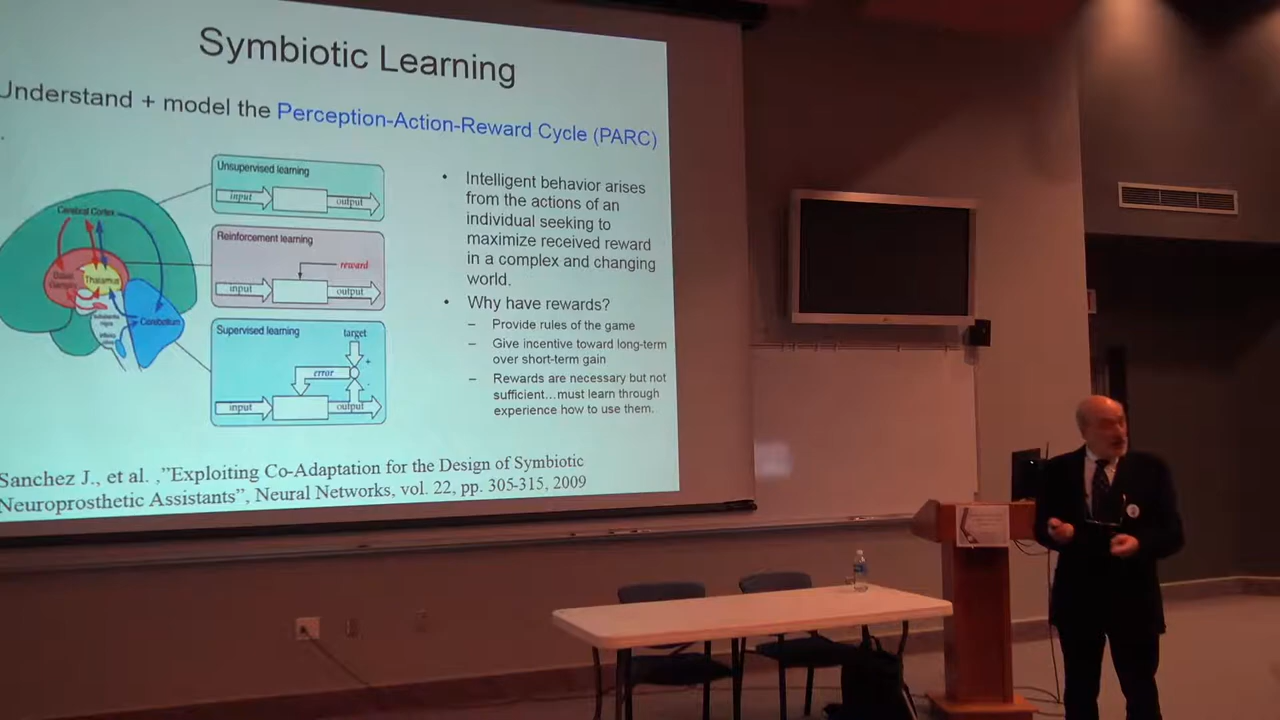 Symbiotic Learning
Understand + model the Perception-Action-Reward Cycle (PARC)
Unsupervised learning
input
output
Reinforcement learning
reward
input
output
Supervised learning
target
+
-
error
input
output
Cerebral Cortex
Basal
Ganglia
Thalamus
Cerebellum
• Intelligent behavior arises
from the actions of an
individual seeking to
maximize received reward
in a complex and changing
world.
• Why have rewards?
– Provide rules of the game
– Give incentive toward long-term
over short-term gain
– Rewards are necessary but not
sufficient…must learn through
experience how to use them.
Sanchez J., et al. ,”Exploiting Co-Adaptation for the Design of Symbiotic
Neuroprosthetic Assistants”, Neural Networks, vol. 22, pp. 305-315, 2009